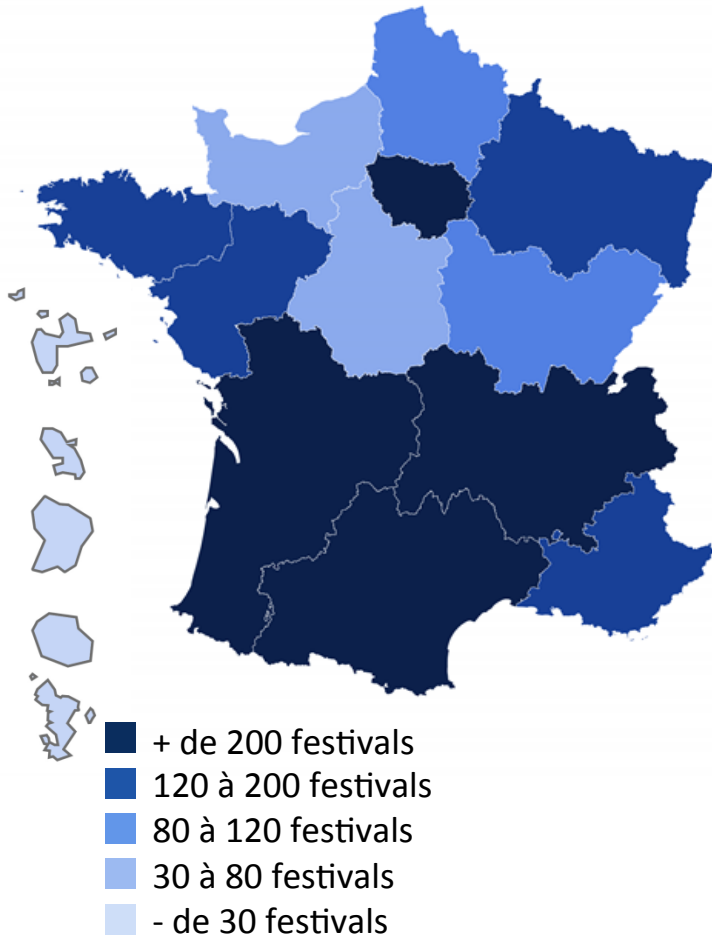 + de 200 festivals
120 à 200 festivals
80 à 120 festivals
30 à 80 festivals
- de 30 festivals